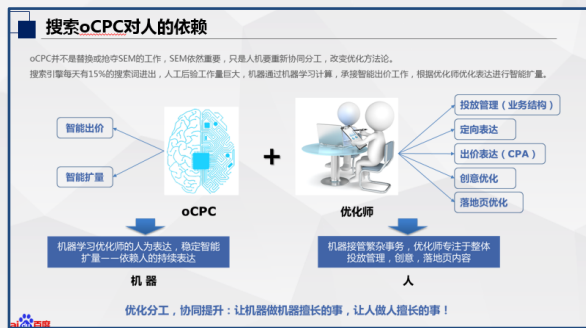 搜索oCPC对人的依赖
oCPC并不是替换或抢夺SEM的工作，SEM依然重要，只是人机要重新协同分工，改变优化方法论。
搜索引擎每天有15%的搜索词进出，人工后验工作量巨大，机器通过机器学习计算，承接智能出价工作，根据优化师优化表达进行智能扩量。
智能出价
智能扩量
oCPC
+
优化师
投放管理（业务结构）
定向表达
出价表达（CPA）
创意优化
落地页优化
机器学习优化师的人为表达，稳定智能
扩量——依赖人的持续表达
机 器
机器接管繁杂事务，优化师专注于整体
投放管理，创意，落地页内容
人
优化分工，协同提升：让机器做机器擅长的事，让人做人擅长的事！
Bai du 百度